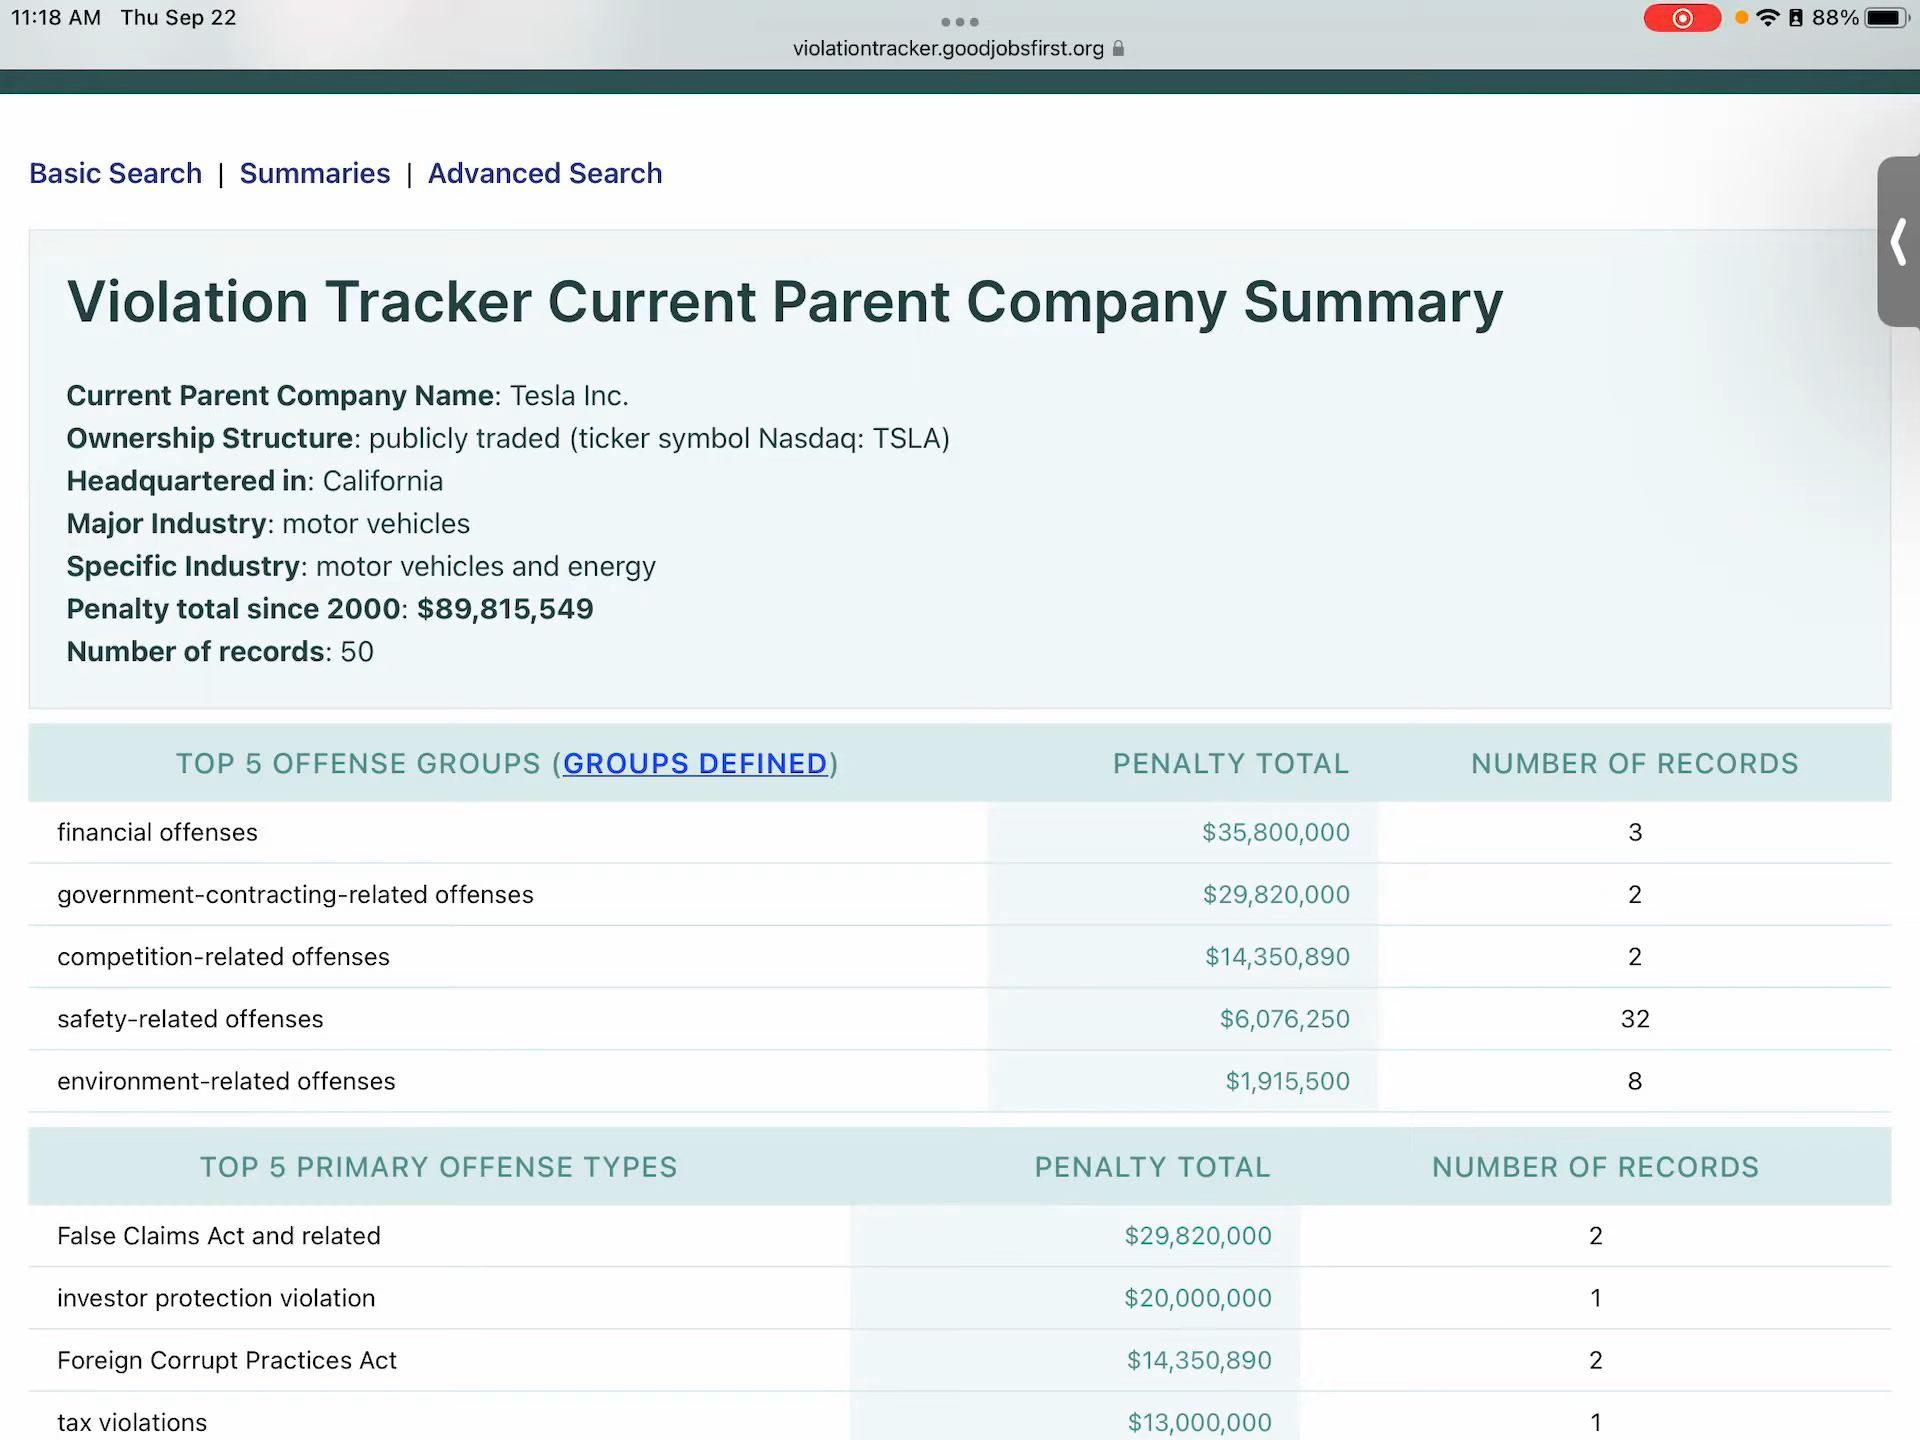 11:18 AM Thu Sep 22
88%
violationtracker.goodjobsfirst.org
Basic Search | Summaries | Advanced Search
Violation Tracker Current Parent Company Summary
Current Parent Company Name: Tesla Inc.
Ownership Structure: publicly traded (ticker symbol Nasdaq: TSLA)
Headquartered in: California
Major Industry: motor vehicles
Specific Industry: motor vehicles and energy
Penalty total since 2000: $89,815,549
Number of records: 50
TOP 5 OFFENSE GROUPS (GROUPS DEFINED) PENALTY TOTAL NUMBER OF RECORDS
financial offenses $35,800,000 3
government-contracting-related offenses $29,820,000 2
competition-related offenses $14,350,890 2
safety-related offenses $6,076,250 32
environment-related offenses $1,915,500 8
TOP 5 PRIMARY OFFENSE TYPES PENALTY TOTAL NUMBER OF RECORDS
False Claims Act and related $29,820,000 2
investor protection violation $20,000,000 1
Foreign Corrupt Practices Act $14,350,890 2
tax violations $13,000,000 1